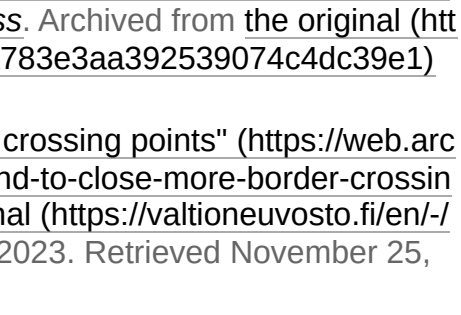 ss. Archived from the original (htt
783e3aa392539074c4dc39e1)
crossing points" (https://web.arc
nd-to-close-more-border-crossin
nal (https://valtioneuvosto.fi/en/-/
2023. Retrieved November 25,